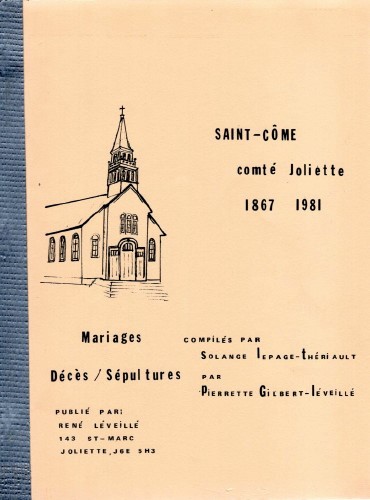 SAINT-CÔME
comté Joliette
1867 1981
Mariages
Décès/Sépultures
COMPILÉS PAR
SOLANGE LEPAGE-THÉRIAULT
PAR
PIERRETTE GILBERT-LÉVEILLÉ
PUBLIÉ PAR:
RENÉ LÉVEILLÉ
143 ST-MARC
JOLIETTE, J6E 5H3